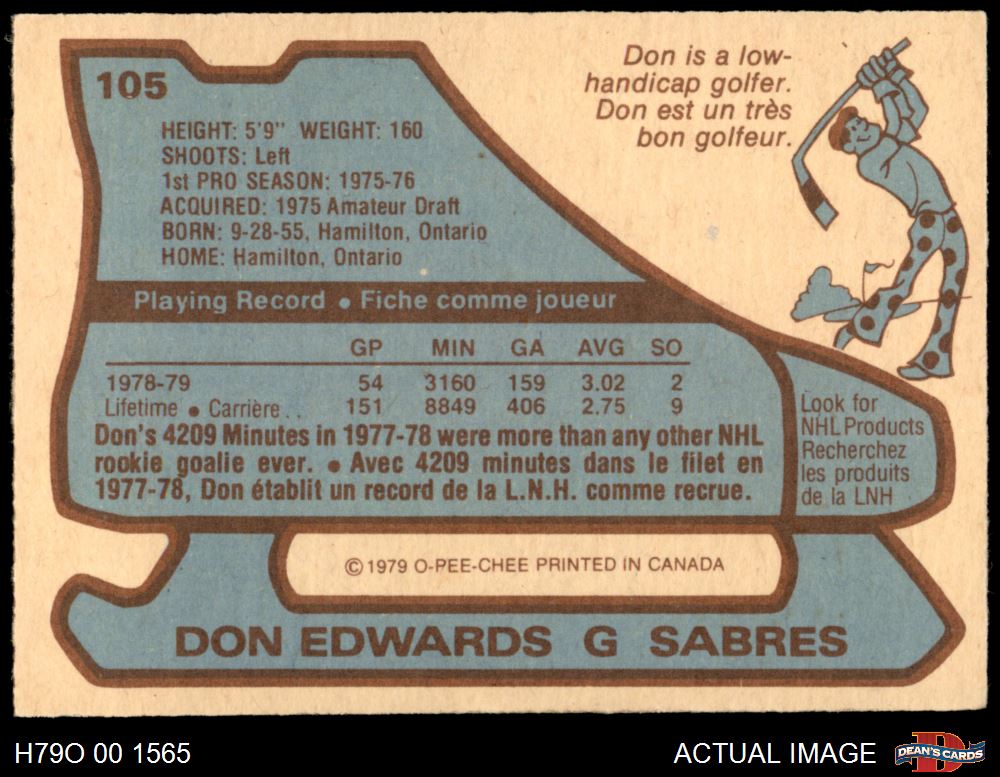 105
Don is a low-
handicap golfer.
Don est un très
bon golfeur.
HEIGHT: 5'9" WEIGHT: 160
SHOOTS: Left
1st PRO SEASON: 1975-76
ACQUIRED: 1975 Amateur Draft
BORN: 9-28-55, Hamilton, Ontario
HOME: Hamilton, Ontario
Playing Record • Fiche comme joueur
GP MIN GA AVG SO
1978-79 54 3160 159 3.02 2
Lifetime • Carrière . . 151 8849 406 2.75 9
Don's 4209 Minutes in 1977-78 were more than any other NHL
rookie goalie ever. • Avec 4209 minutes dans le filet en
1977-78, Don établit un record de la L.N.H. comme recrue.
Look for
NHL Products
Recherchez
les produits
de la LNH
© 1979 O-PEE-CHEE PRINTED IN CANADA
DON EDWARDS G SABRES
H79O 00 1565
ACTUAL IMAGE
D
DEAN'S CARDS